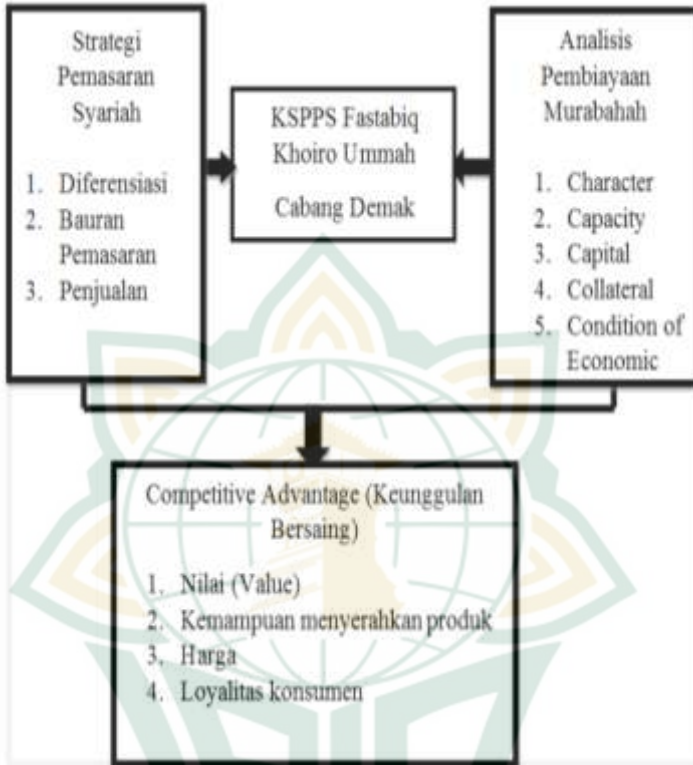 Strategi
Pemasaran
Syariah
1. Diferensiasi
2. Bauran
Pemasaran
3. Penjualan
KSPPS Fastabiq
Khoiro Ummah
Cabang Demak
Analisis
Pembiayaan
Murabahah
1. Character
2. Capacity
3. Capital
4. Collateral
5. Condition of
Economic
Competitive Advantage (Keunggulan
Bersaing)
1. Nilai (Value)
2. Kemampuan menyerahkan produk
3. Harga
4. Loyalitas konsumen